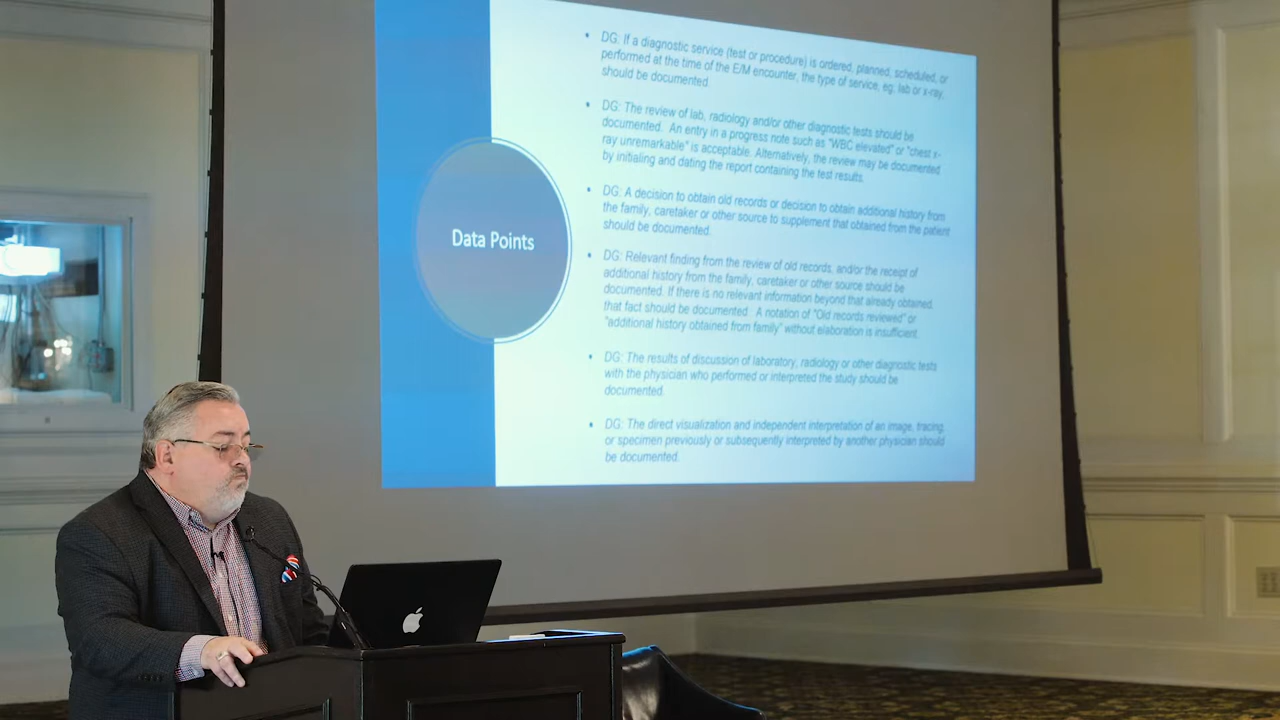 Data Points
• DG: If a diagnostic service (test or procedure) is ordered, planned, scheduled, or
performed at the time of the E/M encounter, the type of service, eg, lab or x-ray,
should be documented.
• DG: The review of lab, radiology and/or other diagnostic tests should be
documented. An entry in a progress note such as "WBC elevated" or "chest x-
ray unremarkable" is acceptable. Alternatively, the review may be documented
by initialing and dating the report containing the test results.
• DG: A decision to obtain old records or decision to obtain additional history from
the family, caretaker or other source to supplement that obtained from the patient
should be documented.
• DG: Relevant finding from the review of old records, and/or the receipt of
additional history from the family, caretaker or other source should be
documented. If there is no relevant information beyond that already obtained,
that fact should be documented. A notation of "Old records reviewed" or
"additional history obtained from family" without elaboration is insufficient.
• DG: The results of discussion of laboratory, radiology or other diagnostic tests
with the physician who performed or interpreted the study should be
documented.
• DG: The direct visualization and independent interpretation of an image, tracing,
or specimen previously or subsequently interpreted by another physician should
be documented.